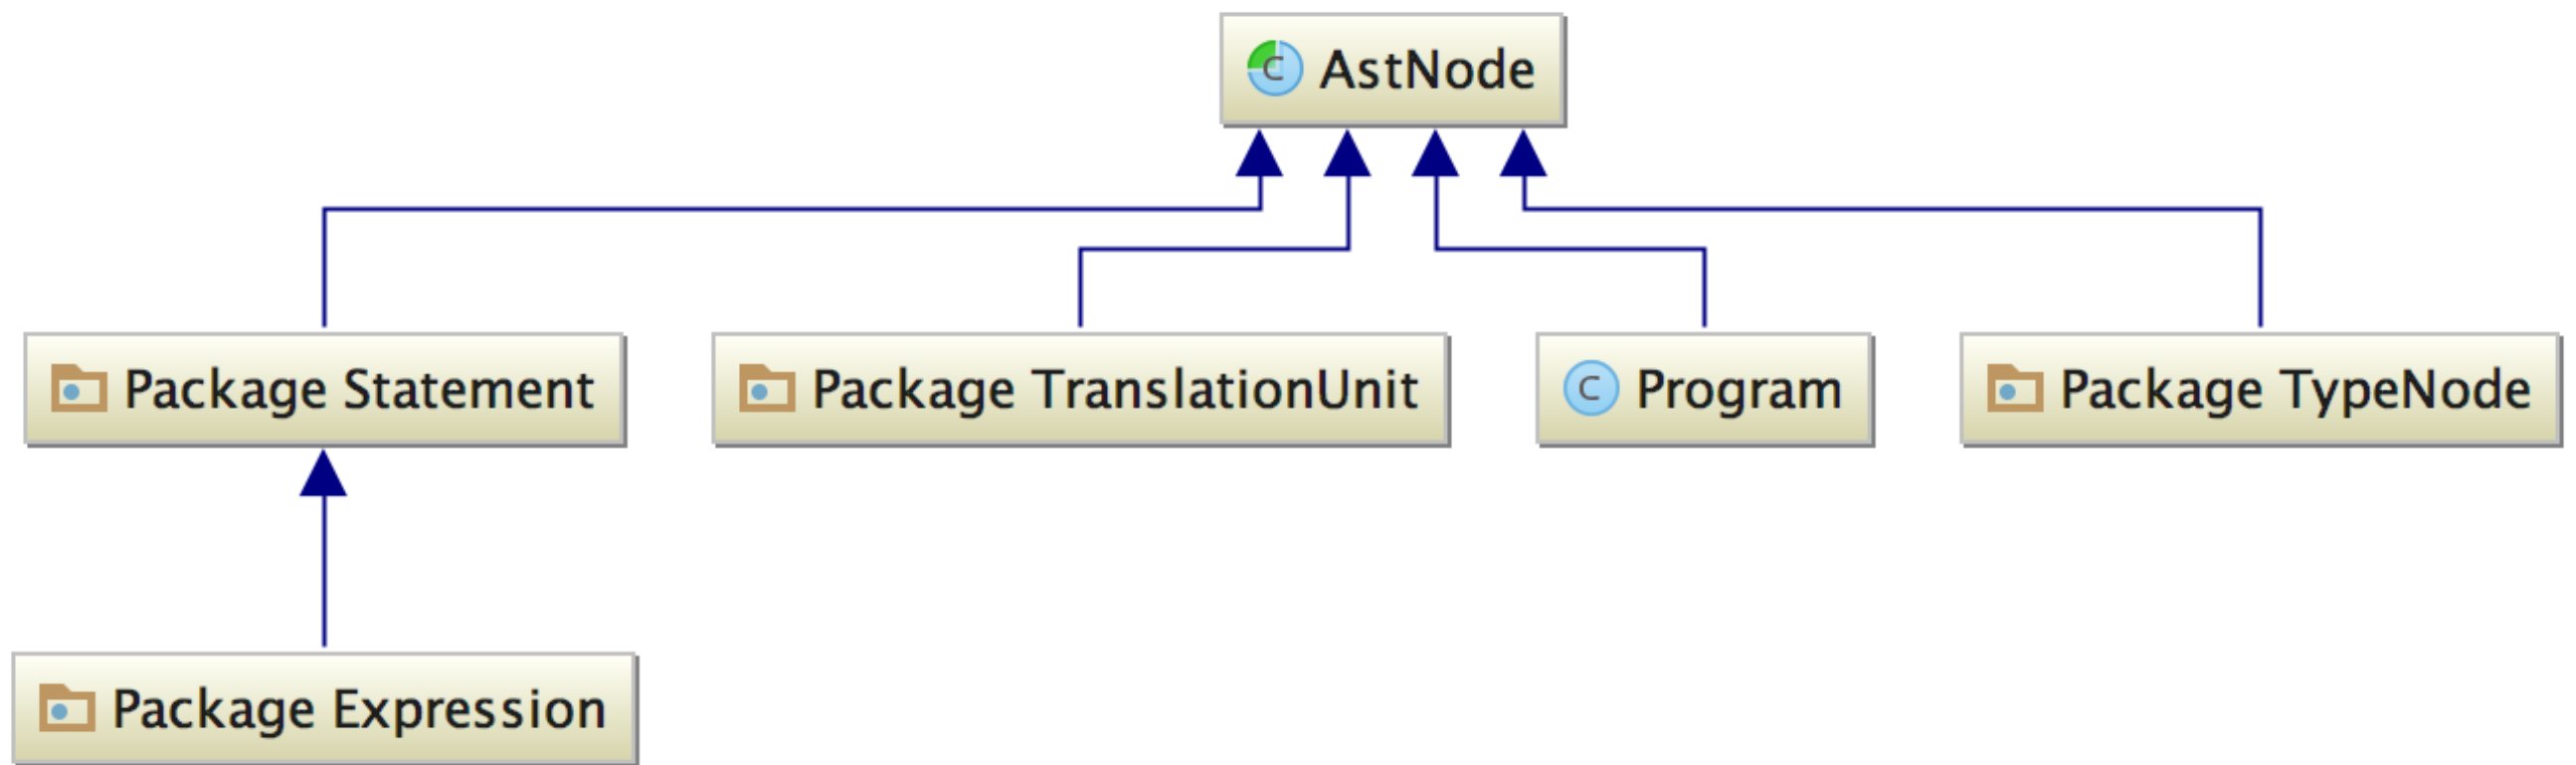 C AstNode
Package Statement
Package TranslationUnit
C Program
Package TypeNode
Package Expression